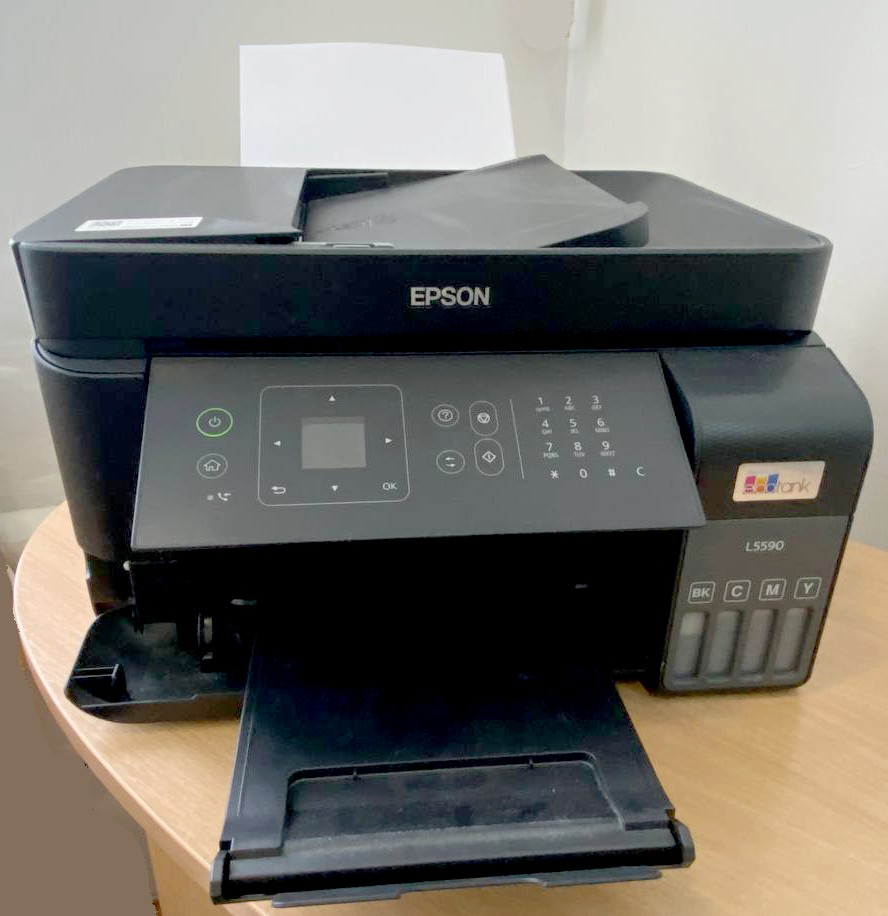 EPSON
1 2 3
ABC DEF
4 5 6
GHI JKL MNO
7 8 9
PQRS TUV WXYZ
* 0 # C
OK
ecotank
L5590
BK C M Y